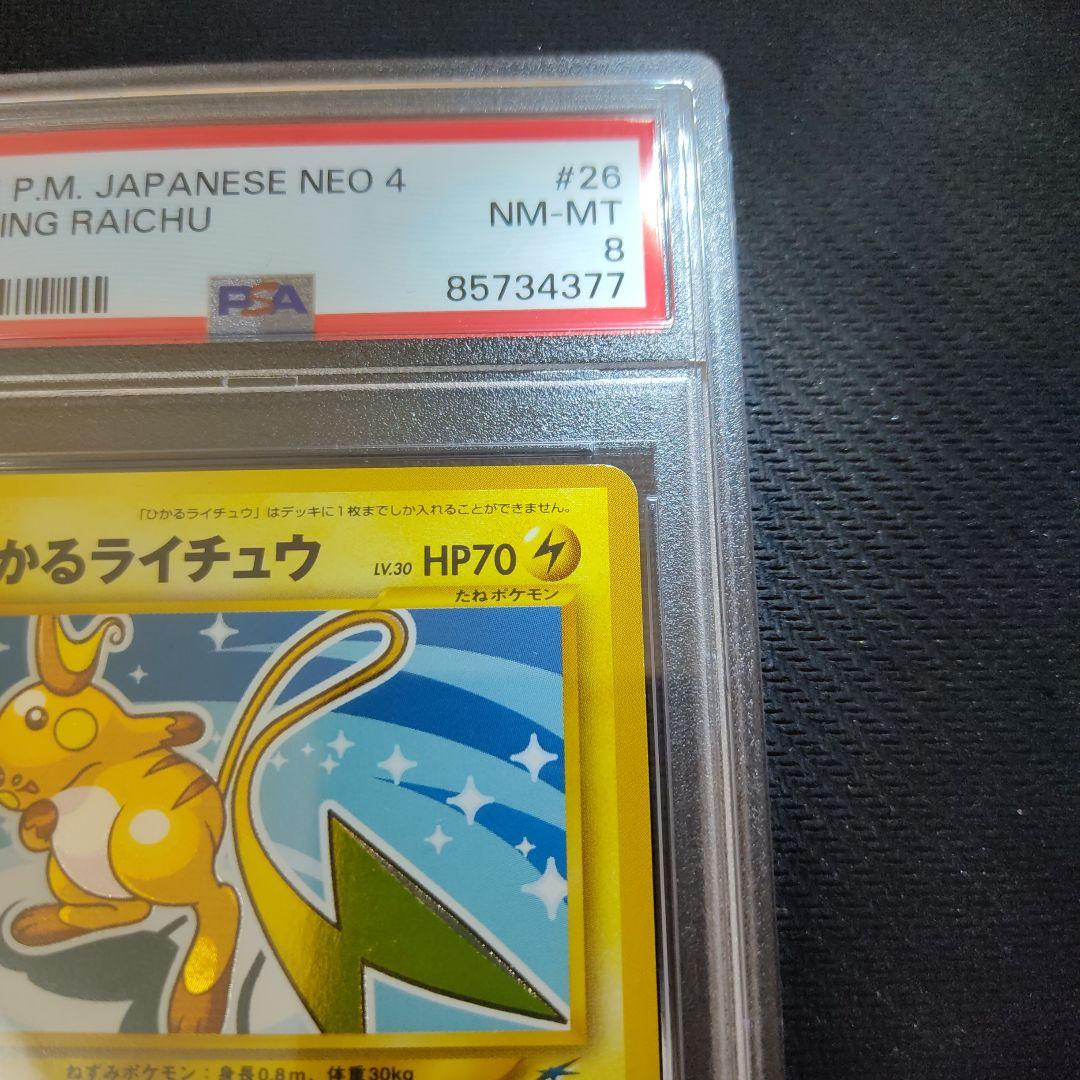 P.M. JAPANESE NEO 4 #26
ING RAICHU NM-MT
8
PSA 85734377
「ひかるライチュウ」はデッキに1枚までしか入れることができません。
かるライチュウ LV.30 HP70
たねポケモン
ねずみポケモン：身長0.8m，体重30kg